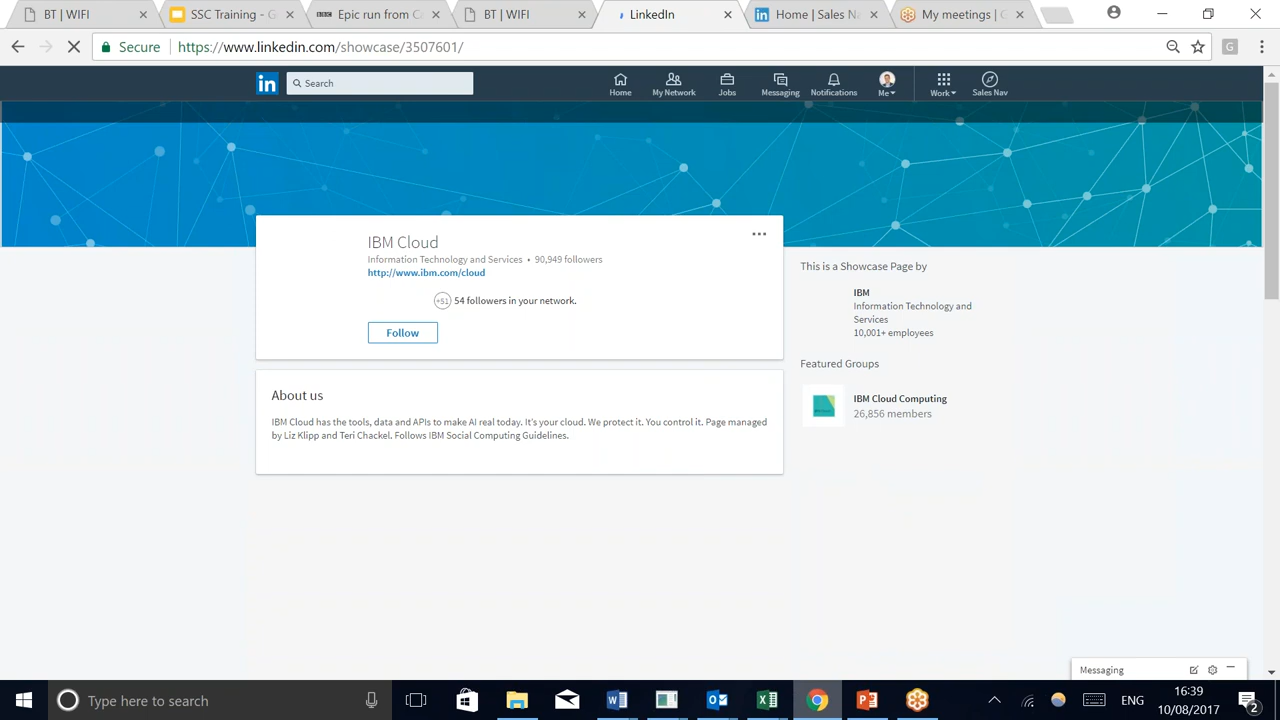 BT | WIFI
SSC Training - G
Epic run from Ca
BT | WIFI
LinkedIn
Home | Sales Na
My meetings | G
Secure
https://www.linkedin.com/showcase/3507601/
G
in
Search
Home
My Network
Jobs
Messaging
Notifications
Me
Work
Sales Nav
IBM Cloud
Information Technology and Services • 90,949 followers
http://www.ibm.com/cloud
+51 54 followers in your network.
Follow
About us
IBM Cloud has the tools, data and APIs to make AI real today. It's your cloud. We protect it. You control it. Page managed
by Liz Klipp and Teri Chackel. Follows IBM Social Computing Guidelines.
This is a Showcase Page by
IBM
Information Technology and
Services
10,001+ employees
Featured Groups
IBM Cloud Computing
26,856 members
Messaging
Type here to search
ENG
16:39
10/08/2017
2